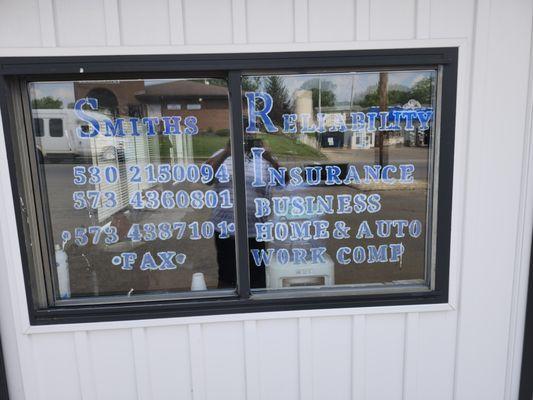 Smiths
530 2150094
573 4360801
573 4387101
•FAX•
Reliability
Insurance
BUSINESS
HOME & AUTO
WORK COMP